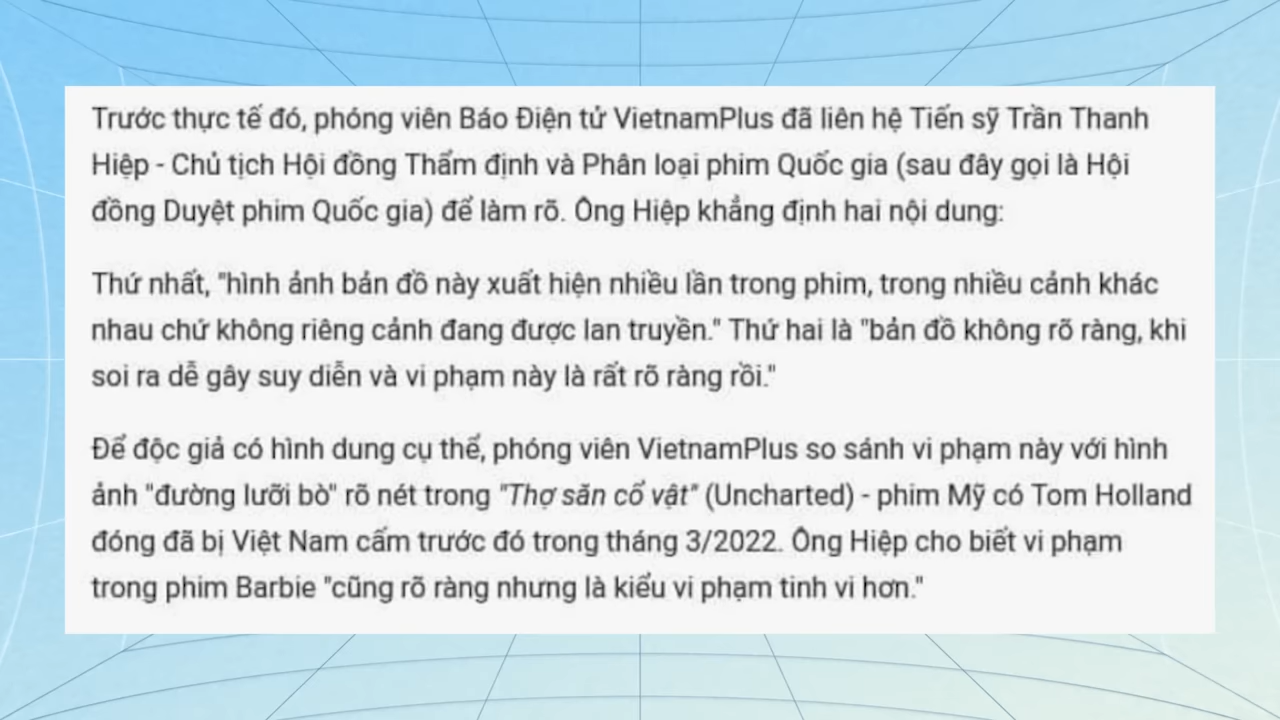 Trước thực tế đó, phóng viên Báo Điện tử VietnamPlus đã liên hệ Tiến sỹ Trần Thanh
Hiệp - Chủ tịch Hội đồng Thẩm định và Phân loại phim Quốc gia (sau đây gọi là Hội
đồng Duyệt phim Quốc gia) để làm rõ. Ông Hiệp khẳng định hai nội dung:
Thứ nhất, "hình ảnh bản đồ này xuất hiện nhiều lần trong phim, trong nhiều cảnh khác
nhau chứ không riêng cảnh đang được lan truyền." Thứ hai là "bản đồ không rõ ràng, khi
soi ra dễ gây suy diễn và vi phạm này là rất rõ ràng rồi."
Để độc giả có hình dung cụ thể, phóng viên VietnamPlus so sánh vi phạm này với hình
ảnh "đường lưỡi bò" rõ nét trong "Thợ săn cổ vật" (Uncharted) - phim Mỹ có Tom Holland
đóng đã bị Việt Nam cấm trước đó trong tháng 3/2022. Ông Hiệp cho biết vi phạm
trong phim Barbie "cũng rõ ràng nhưng là kiểu vi phạm tinh vi hơn."